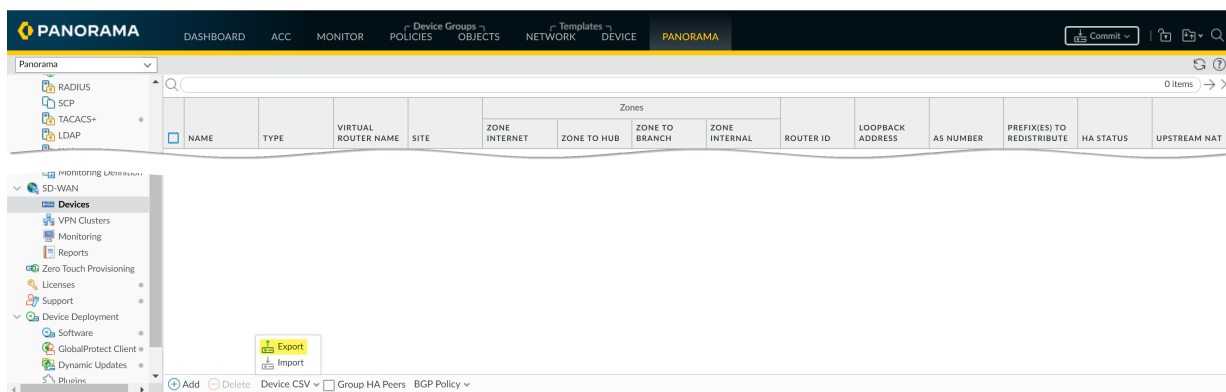 PANORAMA
DASHBOARD ACC MONITOR POLICIES OBJECTS NETWORK DEVICE PANORAMA
Device Groups
Templates
Commit
Panorama
RADIUS
SCP
TACACS+
LDAP
0 items
Zones
NAME
TYPE
VIRTUAL
ROUTER NAME
SITE
ZONE
INTERNET
ZONE TO HUB
ZONE TO
BRANCH
ZONE
INTERNAL
ROUTER ID
LOOPBACK
ADDRESS
AS NUMBER
PREFIX(ES) TO
REDISTRIBUTE
HA STATUS
UPSTREAM NAT
Monitoring Definition
SD-WAN
Devices
VPN Clusters
Monitoring
Reports
Zero Touch Provisioning
Licenses
Support
Device Deployment
Software
GlobalProtect Client
Dynamic Updates
Plugins
Export
Import
Add Delete Device CSV Group HA Peers BGP Policy